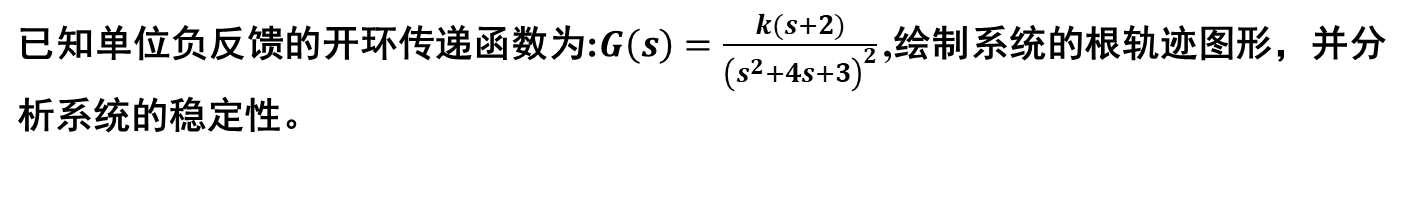 已知单位负反馈的开环传递函数为:G(s) = k(s+2)/(s²+4s+3)²,绘制系统的根轨迹图形，并分
析系统的稳定性。